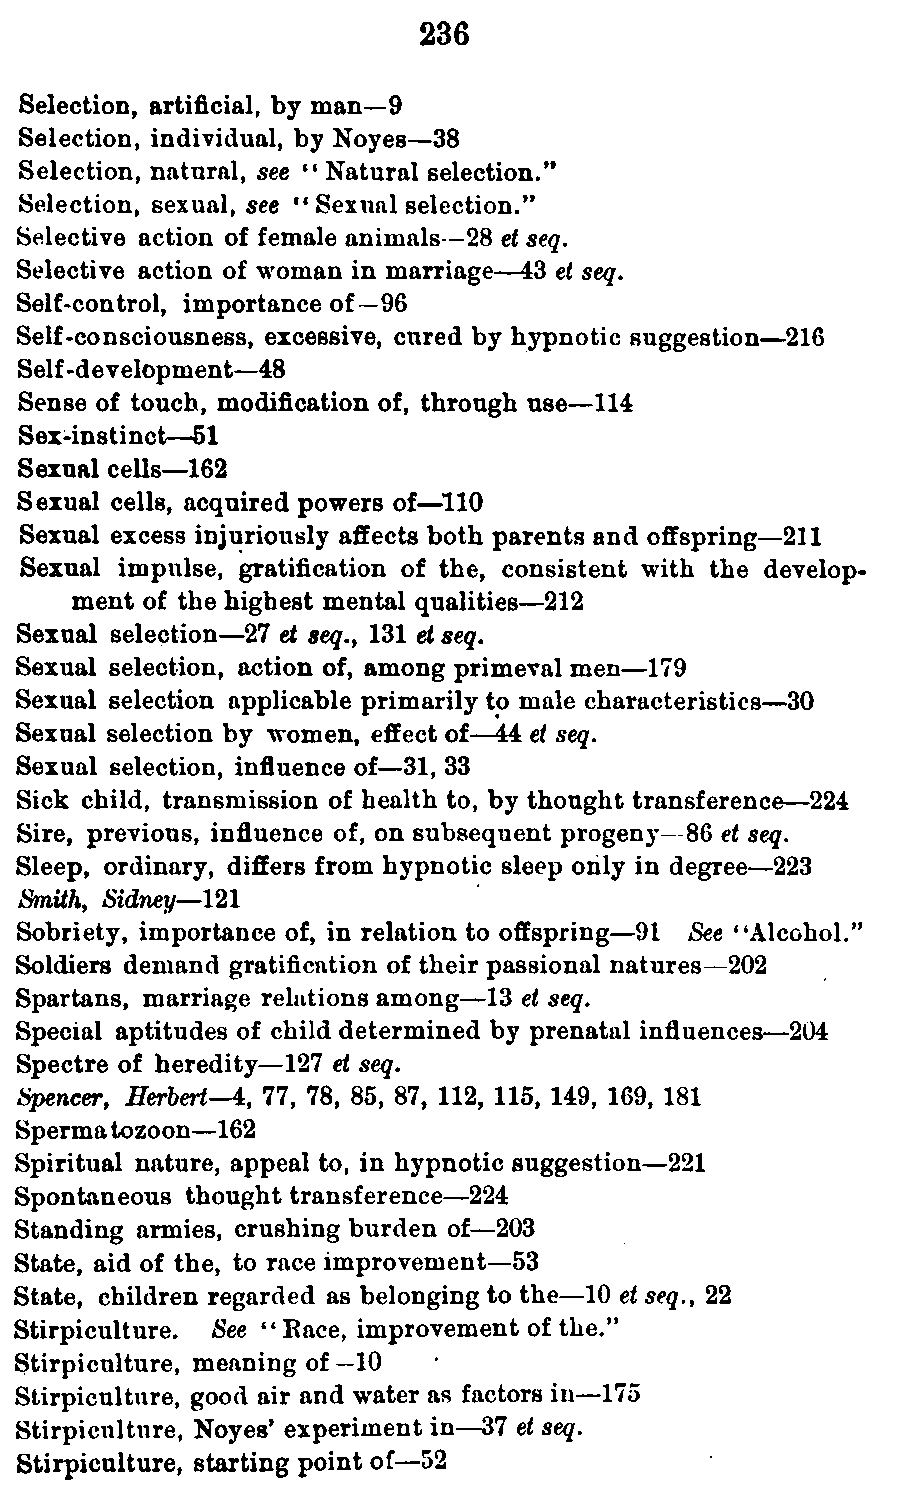 236
Selection, artificial, by man—9
Selection, individual, by Noyes—38
Selection, natural, see "Natural selection."
Selection, sexual, see "Sexual selection."
Selective action of female animals—28 et seq.
Selective action of woman in marriage—43 et seq.
Self-control, importance of—96
Self-consciousness, excessive, cured by hypnotic suggestion—216
Self-development—48
Sense of touch, modification of, through use—114
Sex-instinct—51
Sexual cells—162
Sexual cells, acquired powers of—110
Sexual excess injuriously affects both parents and offspring—211
Sexual impulse, gratification of the, consistent with the develop-
ment of the highest mental qualities—212
Sexual selection—27 et seq., 131 et seq.
Sexual selection, action of, among primeval men—179
Sexual selection applicable primarily to male characteristics—30
Sexual selection by women, effect of—44 et seq.
Sexual selection, influence of—31, 33
Sick child, transmission of health to, by thought transference—224
Sire, previous, influence of, on subsequent progeny—86 et seq.
Sleep, ordinary, differs from hypnotic sleep only in degree—223
Smith, Sidney—121
Sobriety, importance of, in relation to offspring—91 See "Alcohol."
Soldiers demand gratification of their passional natures—202
Spartans, marriage relations among—13 et seq.
Special aptitudes of child determined by prenatal influences—204
Spectre of heredity—127 et seq.
Spencer, Herbert—4, 77, 78, 85, 87, 112, 115, 149, 169, 181
Spermatozoon—162
Spiritual nature, appeal to, in hypnotic suggestion—221
Spontaneous thought transference—224
Standing armies, crushing burden of—203
State, aid of the, to race improvement—53
State, children regarded as belonging to the—10 et seq., 22
Stirpiculture. See "Race, improvement of the."
Stirpiculture, meaning of—10
Stirpiculture, good air and water as factors in—175
Stirpiculture, Noyes' experiment in—37 et seq.
Stirpiculture, starting point of—52